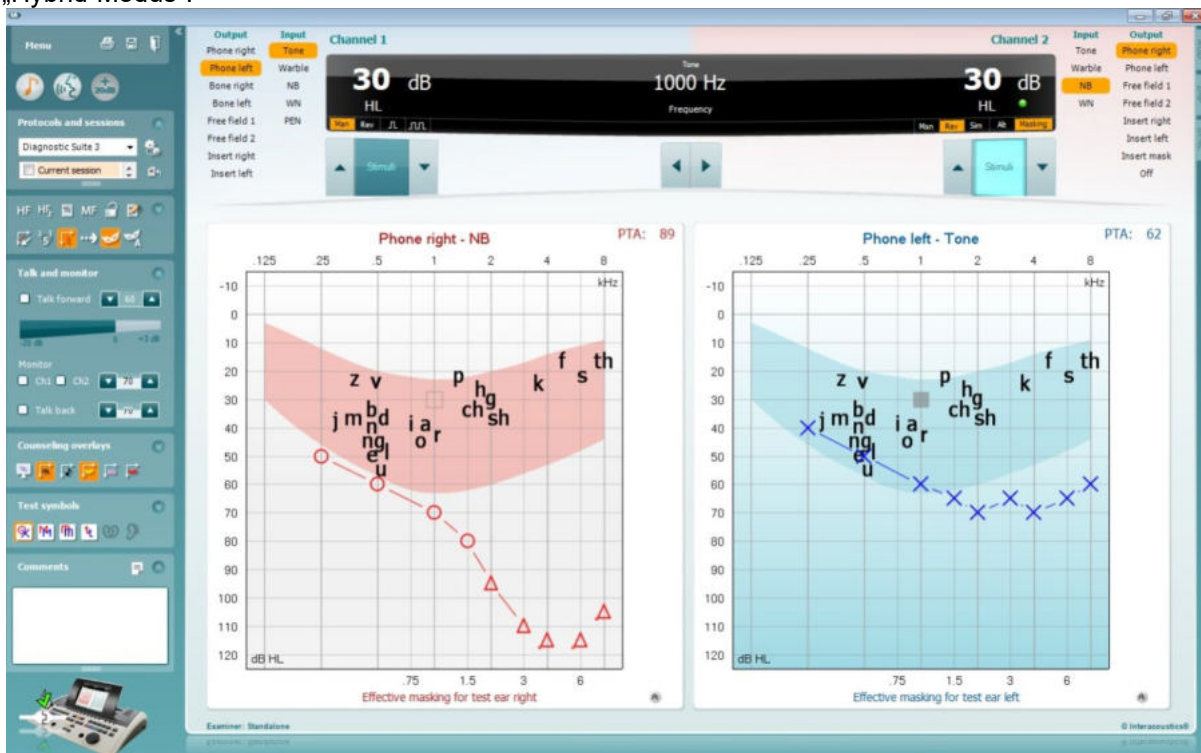 „Hybrid-Modus“.
Menu
Protocols and sessions
Diagnostic Suite 3
Current session
HF
MF
Talk and monitor
Talk forward
60
0
Monitor
Ch1
Ch2
70
Talk back
70
Counseling overlays
Test symbols
Comments
Output
Phone right
Phone left
Bone right
Bone left
Free field 1
Free field 2
Insert right
Insert left
Input
Tone
Warble
NB
WN
PEN
Channel 1
Channel 2
30 dB
HL
Man Rev
Tone
1000 Hz
Frequency
30 dB
HL
Man Rev Sim Alt Masking
Stimuli
Stimuli
Input
Tone
Warble
NB
WN
Output
Phone right
Phone left
Free field 1
Free field 2
Insert right
Insert left
Insert mask
Off
Phone right - NB
PTA: 89
.125 .25 .5 1 2 4 8
kHz
-10
0
10
20
30
40
50
60
70
80
90
100
110
120
dB HL
z v p h g ch sh k f s th
j m b d n ng e l u i a o r
.75 1.5 3 6
Effective masking for test ear right
Phone left - Tone
PTA: 62
.125 .25 .5 1 2 4 8
kHz
-10
0
10
20
30
40
50
60
70
80
90
100
110
120
dB HL
z v p h g ch sh k f s th
j m b d n ng e l u i a o r
.75 1.5 3 6
Effective masking for test ear left
Examiner: Standalone
© Interacoustics®